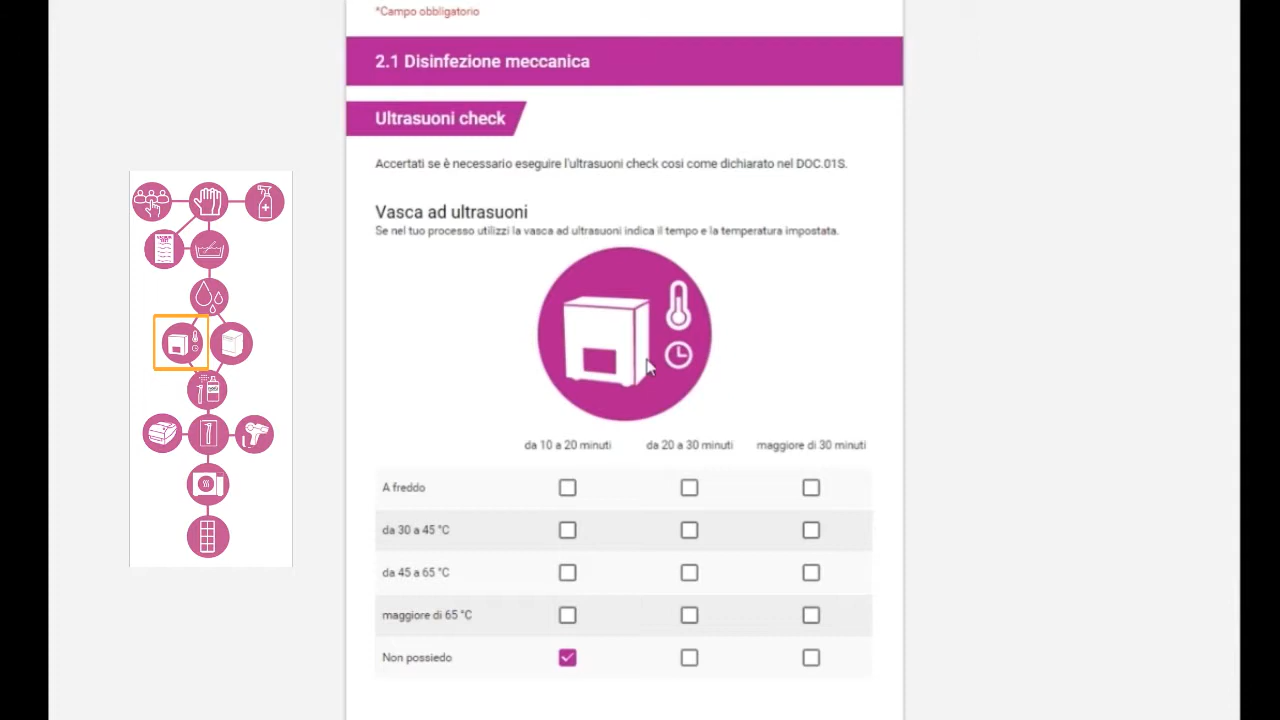 *Campo obbligatorio
2.1 Disinfezione meccanica
Ultrasuoni check
Accertati se è necessario eseguire l'ultrasuoni check cosi come dichiarato nel DOC.01S.
Vasca ad ultrasuoni
Se nel tuo processo utilizzi la vasca ad ultrasuoni indica il tempo e la temperatura impostata.
da 10 a 20 minuti da 20 a 30 minuti maggiore di 30 minuti
A freddo
da 30 a 45 °C
da 45 a 65 °C
maggiore di 65 °C
Non possiedo